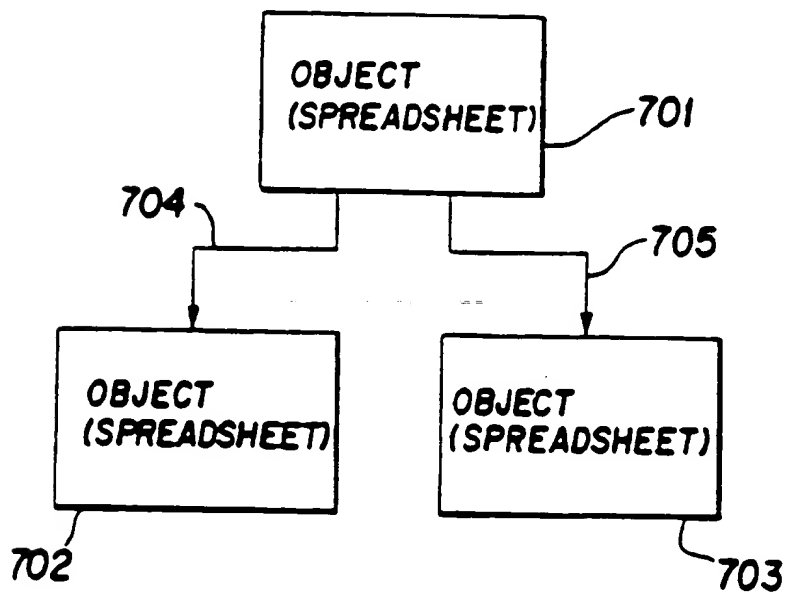 OBJECT
(SPREADSHEET)
701
704
705
OBJECT
(SPREADSHEET)
OBJECT
(SPREADSHEET)
702
703